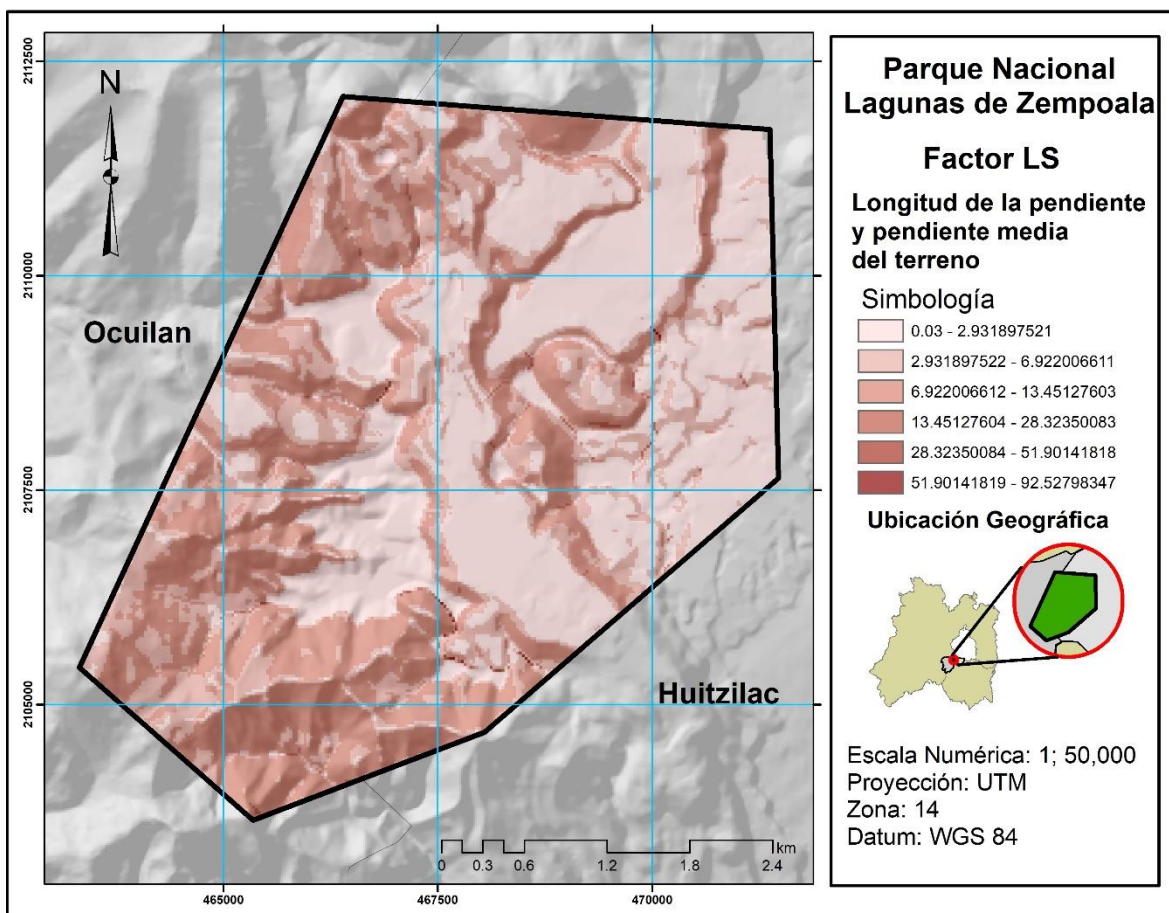 N
Ocuilan
Huitzilac
2112500
2110000
2107500
2105000
465000
467500
470000
km
0 0.3 0.6 1.2 1.8 2.4
Parque Nacional
Lagunas de Zempoala
Factor LS
Longitud de la pendiente
y pendiente media
del terreno
Simbología
0.03 - 2.931897521
2.931897522 - 6.922006611
6.922006612 - 13.45127603
13.45127604 - 28.32350083
28.32350084 - 51.90141818
51.90141819 - 92.52798347
Ubicación Geográfica
Escala Numérica: 1; 50,000
Proyección: UTM
Zona: 14
Datum: WGS 84